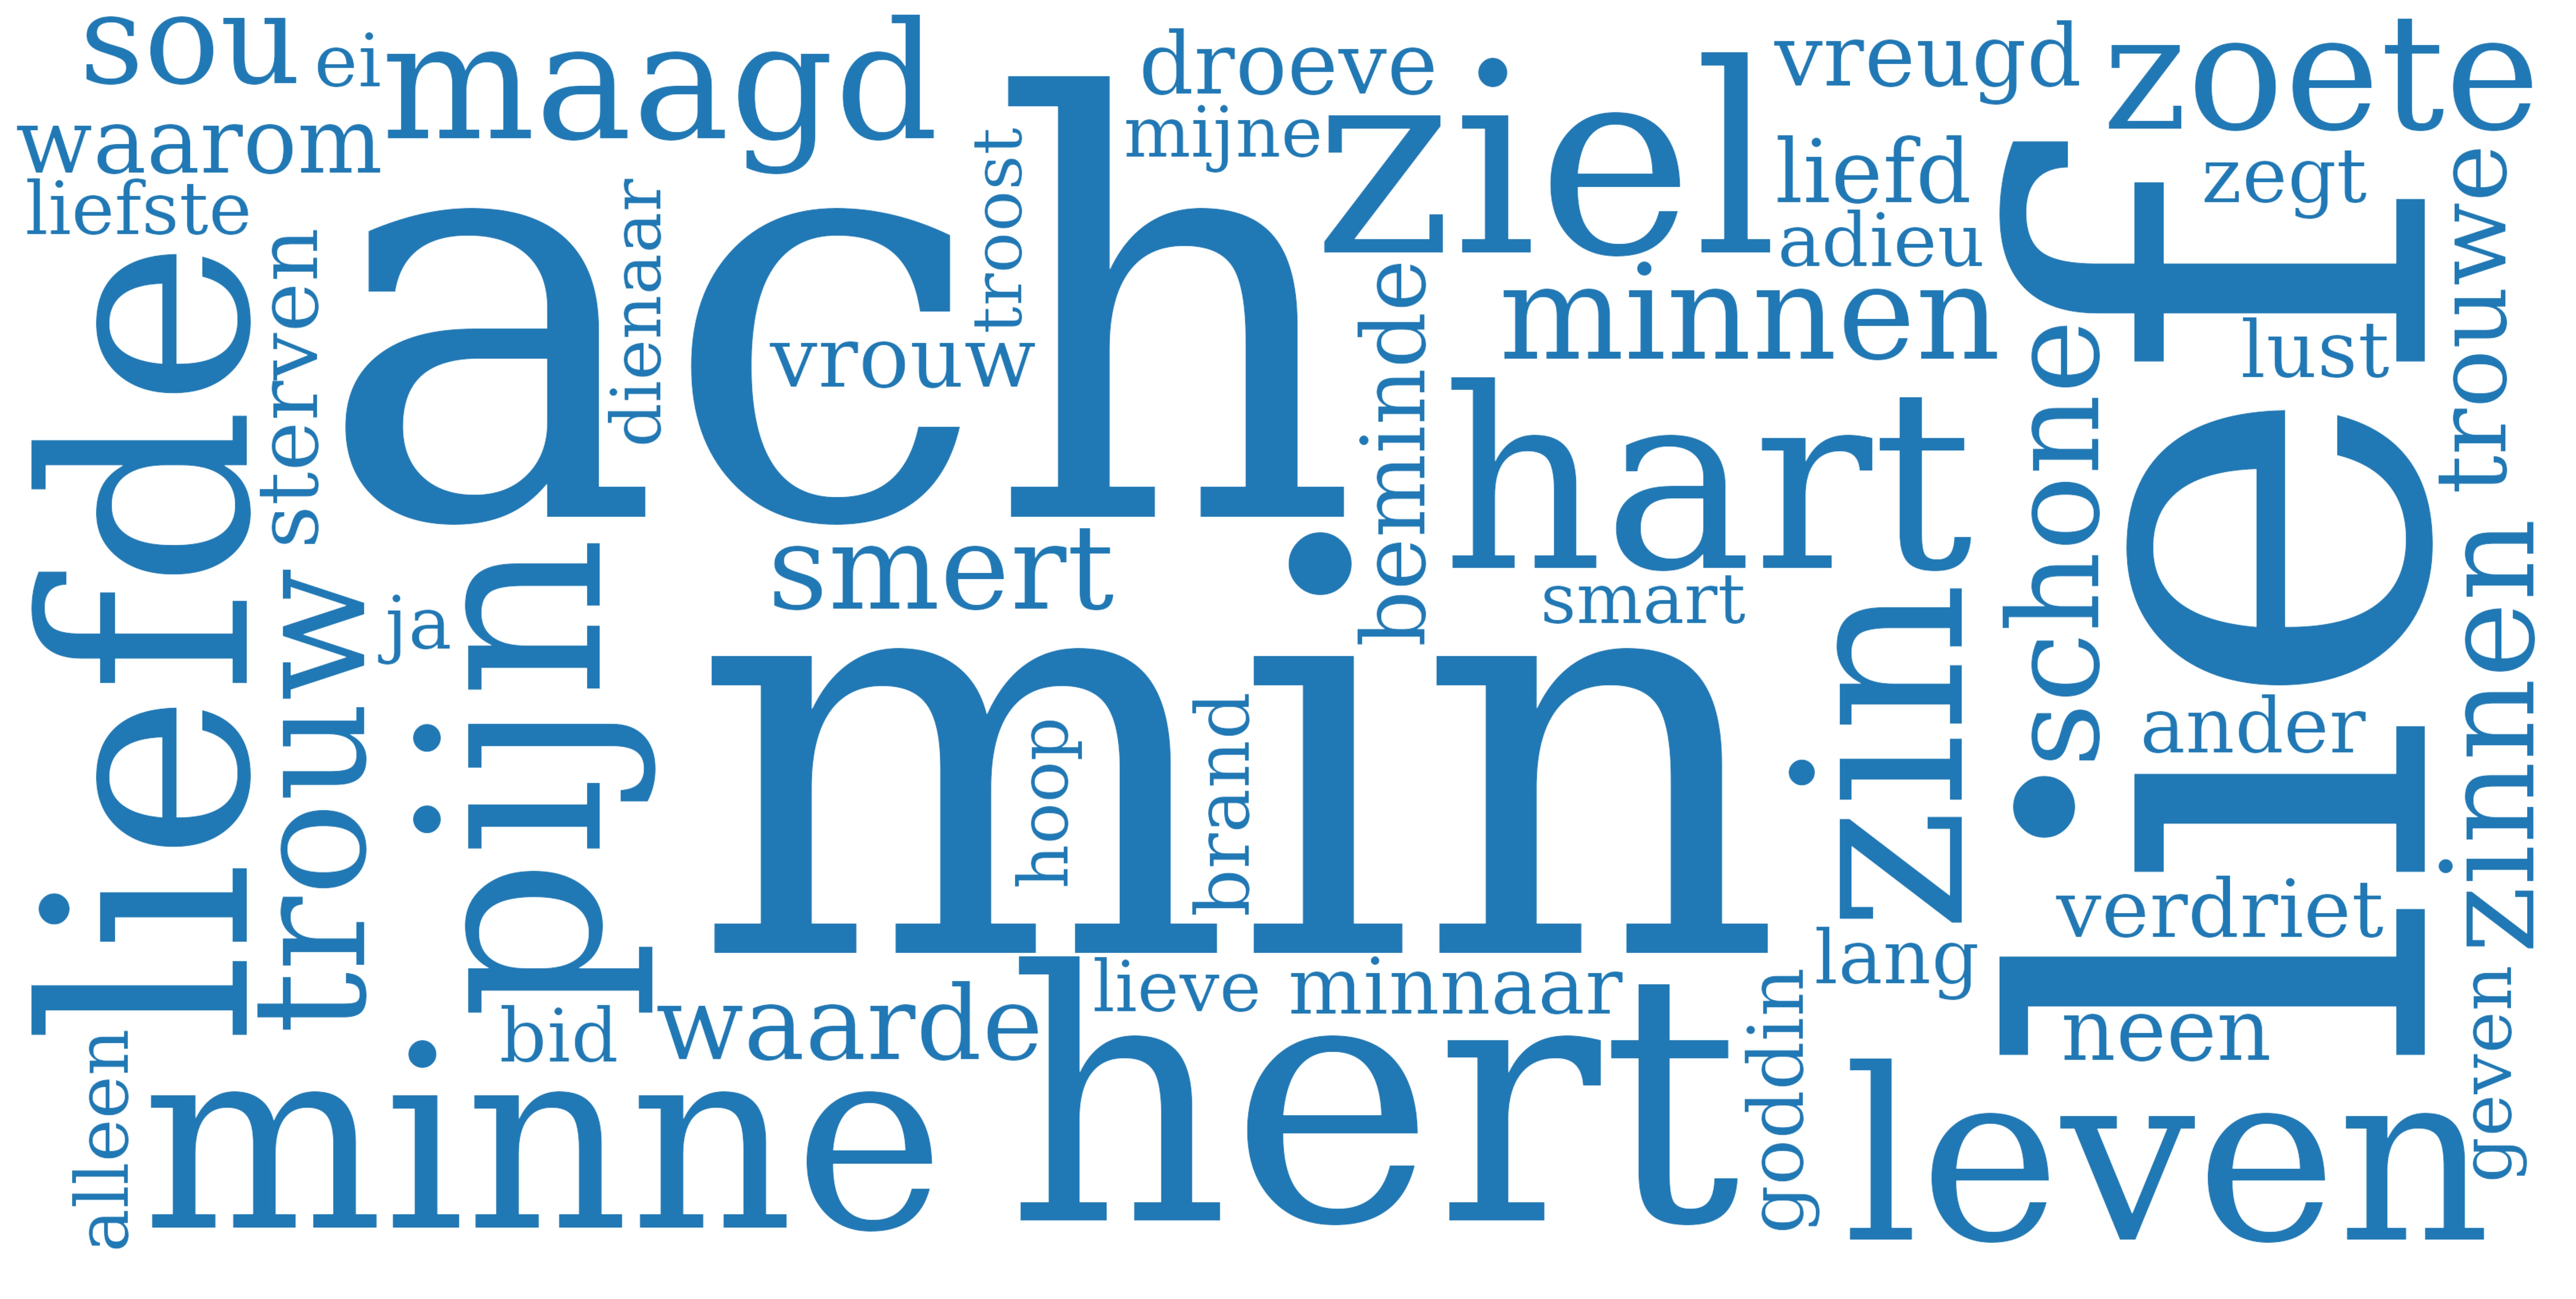 sou
ei
maagd
droeve
vreugd
zoete
waarom
mijne
ziel
liefd
zegt
liefste
troost
adieu
trouwe
dienaar
ach
vrouw
minnen
lust
sterven
liefde
beminde
hart
schone
lief
smert
smart
ja
pijn
trouw
min
hoop
brand
zin
ander
zinnen
verdriet
lang
lieve
minnaar
bid
waarde
neen
geven
alleen
minne
hert
goddin
leven